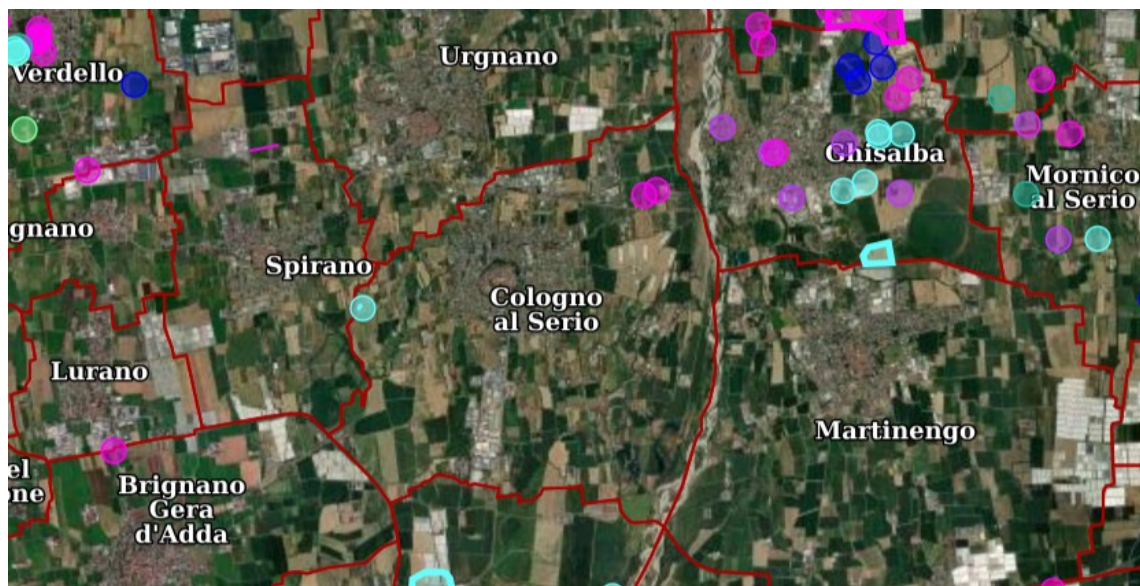 Urgnano
Verdello
Ghisalba
Mornico
al Serio
gnano
Spirano
Cologno
al Serio
Lurano
Martinengo
el
one
Brignano
Gera
d'Adda